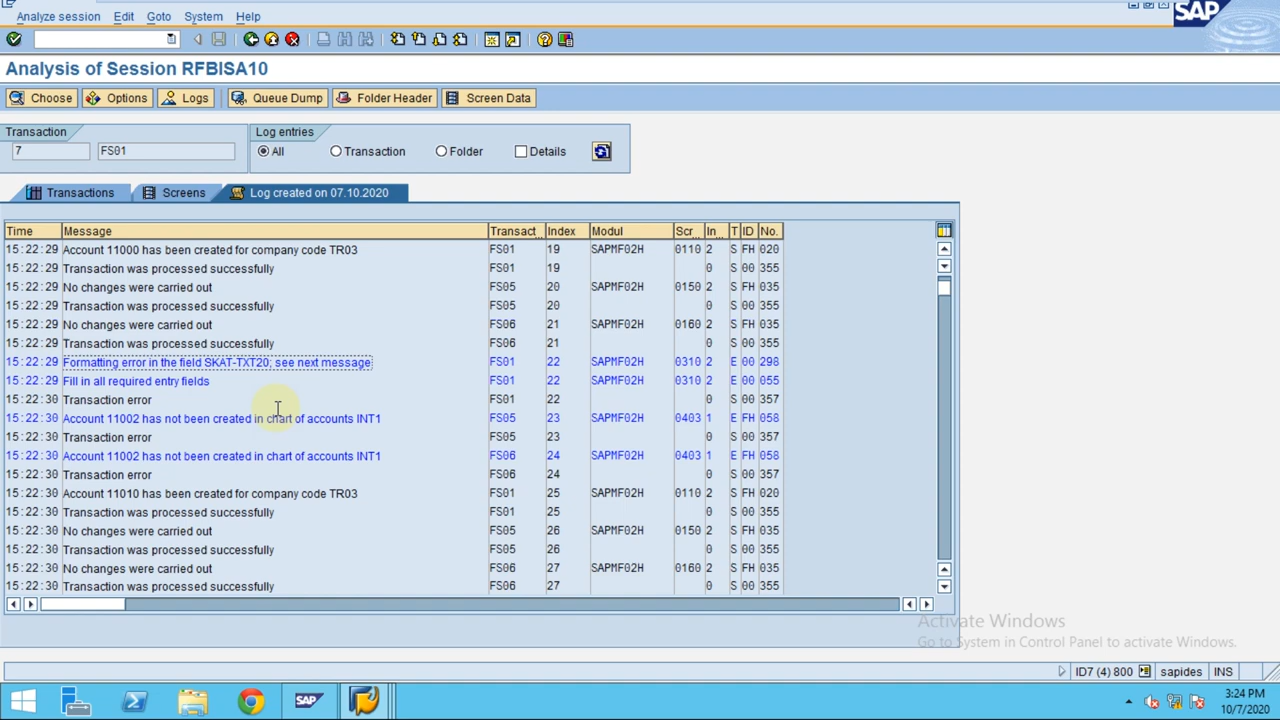 Analyze session Edit Goto System Help
SAP
Analysis of Session RFBISA10
Choose Options Logs Queue Dump Folder Header Screen Data
Transaction
7 FS01
Log entries
All Transaction Folder Details
Transactions Screens Log created on 07.10.2020
Time Message Transact... Index Modul Scr... In... T ID No.
15:22:29 Account 11000 has been created for company code TR03 FS01 19 SAPMF02H 0110 2 S FH 020
15:22:29 Transaction was processed successfully FS01 19 0 S 00 355
15:22:29 No changes were carried out FS05 20 SAPMF02H 0150 2 S FH 035
15:22:29 Transaction was processed successfully FS05 20 0 S 00 355
15:22:29 No changes were carried out FS06 21 SAPMF02H 0160 2 S FH 035
15:22:29 Transaction was processed successfully FS06 21 0 S 00 355
15:22:29 Formatting error in the field SKAT-TXT20; see next message FS01 22 SAPMF02H 0310 2 E 00 298
15:22:29 Fill in all required entry fields FS01 22 SAPMF02H 0310 2 E 00 055
15:22:30 Transaction error FS01 22 0 S 00 357
15:22:30 Account 11002 has not been created in chart of accounts INT1 FS05 23 SAPMF02H 0403 1 E FH 058
15:22:30 Transaction error FS05 23 0 S 00 357
15:22:30 Account 11002 has not been created in chart of accounts INT1 FS06 24 SAPMF02H 0403 1 E FH 058
15:22:30 Transaction error FS06 24 0 S 00 357
15:22:30 Account 11010 has been created for company code TR03 FS01 25 SAPMF02H 0110 2 S FH 020
15:22:30 Transaction was processed successfully FS01 25 0 S 00 355
15:22:30 No changes were carried out FS05 26 SAPMF02H 0150 2 S FH 035
15:22:30 Transaction was processed successfully FS05 26 0 S 00 355
15:22:30 No changes were carried out FS06 27 SAPMF02H 0160 2 S FH 035
15:22:30 Transaction was processed successfully FS06 27 0 S 00 355
Activate Windows
Go to System in Control Panel to activate Windows.
ID7 (4) 800 sapides INS
SAP
3:24 PM
10/7/2020